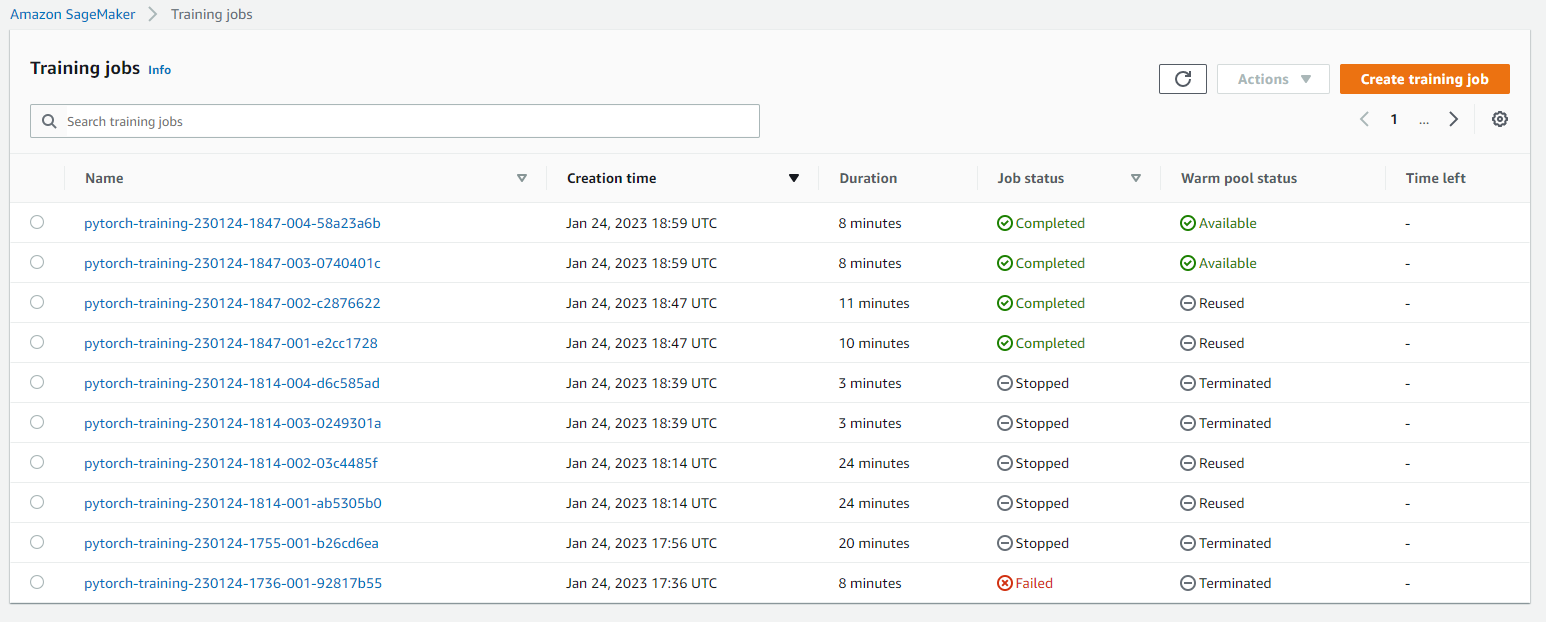 Amazon SageMaker Training jobs
Training jobs Info
Actions Create training job
Search training jobs
1 ...
Name Creation time Duration Job status Warm pool status Time left
pytorch-training-230124-1847-004-58a23a6b Jan 24, 2023 18:59 UTC 8 minutes Completed Available -
pytorch-training-230124-1847-003-0740401c Jan 24, 2023 18:59 UTC 8 minutes Completed Available -
pytorch-training-230124-1847-002-c2876622 Jan 24, 2023 18:47 UTC 11 minutes Completed Reused -
pytorch-training-230124-1847-001-e2cc1728 Jan 24, 2023 18:47 UTC 10 minutes Completed Reused -
pytorch-training-230124-1814-004-d6c585ad Jan 24, 2023 18:39 UTC 3 minutes Stopped Terminated -
pytorch-training-230124-1814-003-0249301a Jan 24, 2023 18:39 UTC 3 minutes Stopped Terminated -
pytorch-training-230124-1814-002-03c4485f Jan 24, 2023 18:14 UTC 24 minutes Stopped Reused -
pytorch-training-230124-1814-001-ab5305b0 Jan 24, 2023 18:14 UTC 24 minutes Stopped Reused -
pytorch-training-230124-1755-001-b26cd6ea Jan 24, 2023 17:56 UTC 20 minutes Stopped Terminated -
pytorch-training-230124-1736-001-92817b55 Jan 24, 2023 17:36 UTC 8 minutes Failed Terminated -